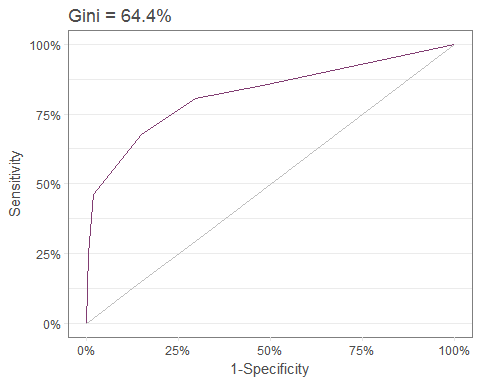 Gini = 64.4%
100%
75%
50%
25%
0%
Sensitivity
0% 25% 50% 75% 100%
1-Specificity